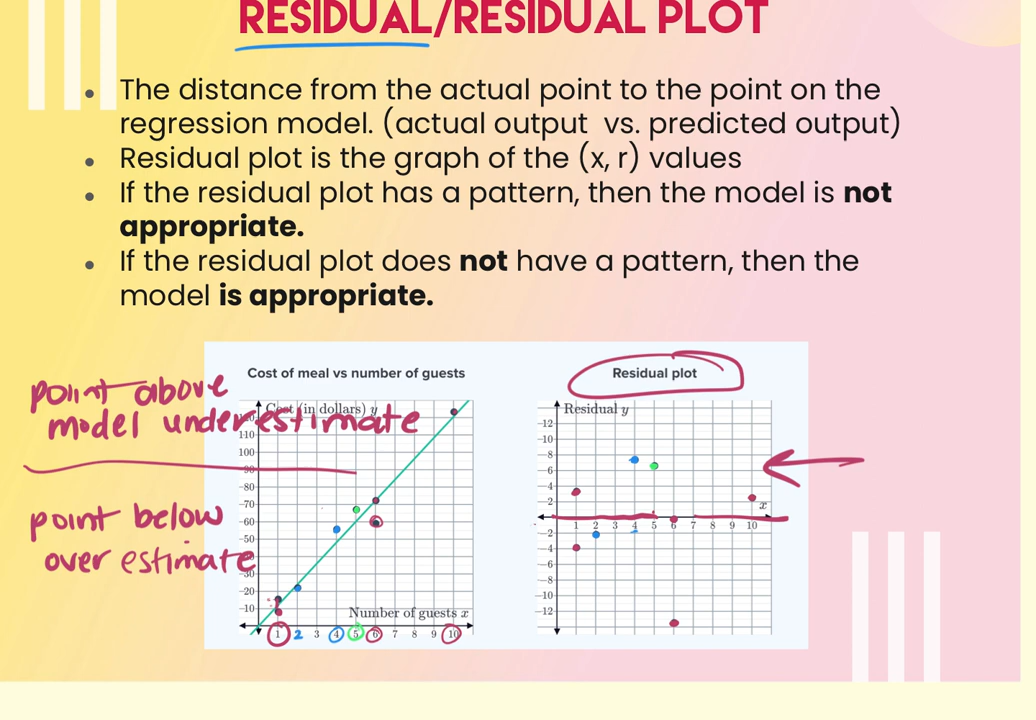 RESIDUAL/RESIDUAL PLOT
• The distance from the actual point to the point on the
regression model. (actual output vs. predicted output)
• Residual plot is the graph of the (x, r) values
• If the residual plot has a pattern, then the model is not
appropriate.
• If the residual plot does not have a pattern, then the
model is appropriate.
point above
model underestimate
point below
over estimate
Cost of meal vs number of guests
Cost (in dollars) y
110
100
90
80
70
60
50
30
20
10
Number of guests x
1 2 3 4 5 6 7 8 9 10
Residual plot
Residual y
12
10
8
6
4
2
x
1 2 3 4 5 6 7 8 9 10
-2
-4
-6
-8
-10
-12